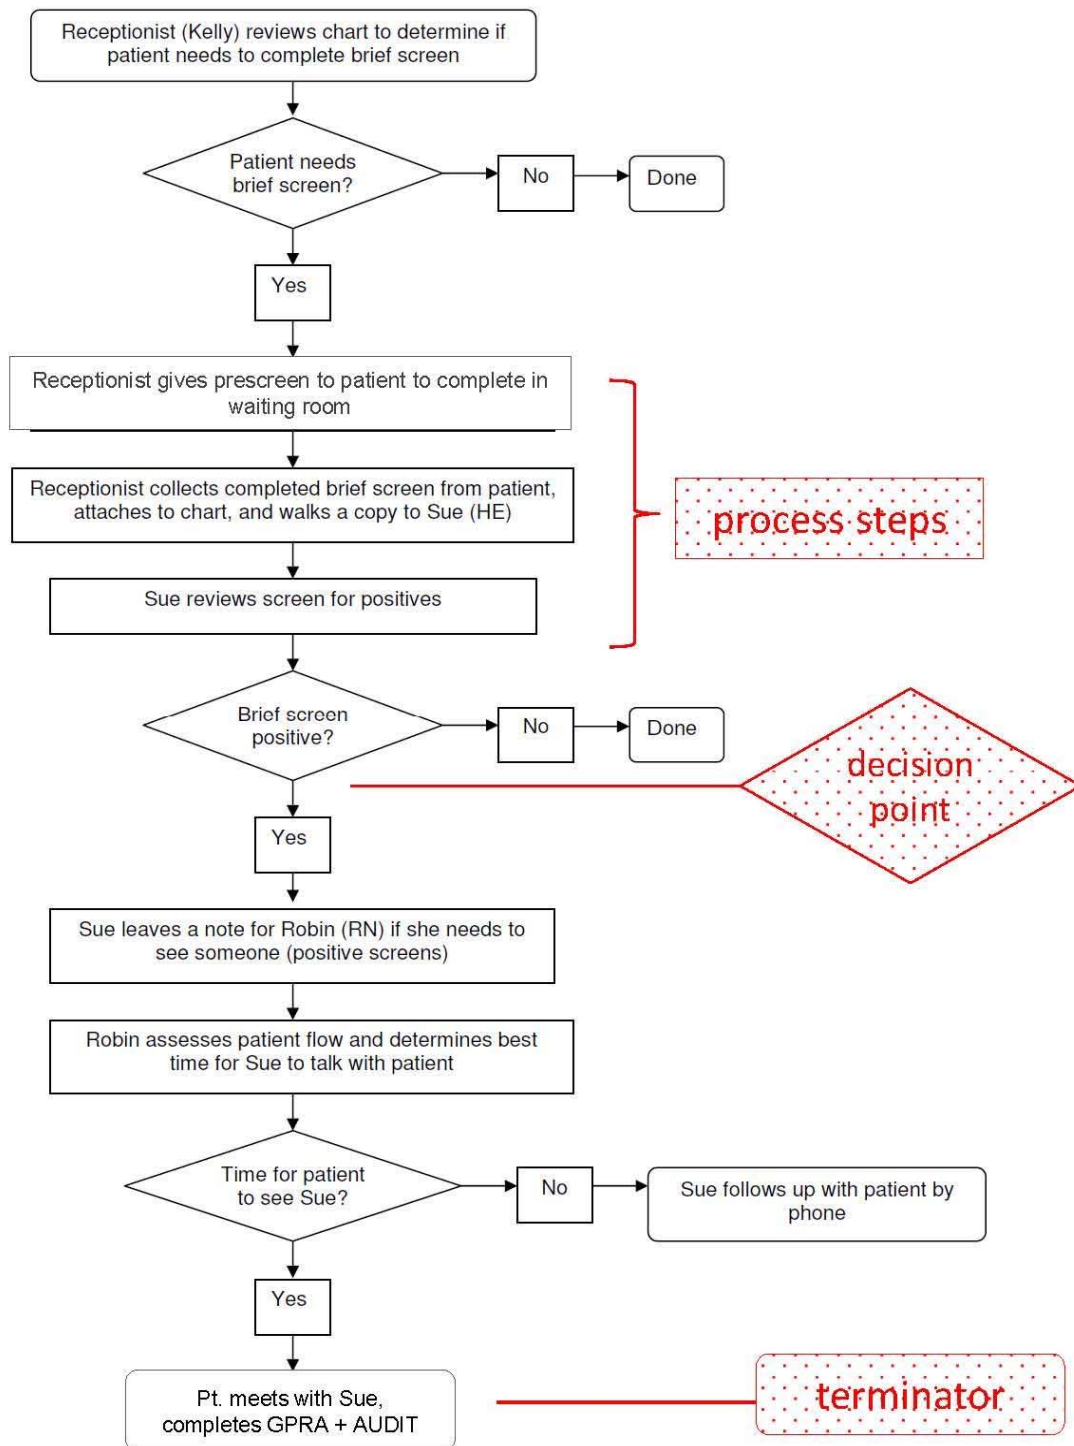 Receptionist (Kelly) reviews chart to determine if
patient needs to complete brief screen
Patient needs
brief screen?
No
Done
Yes
Receptionist gives prescreen to patient to complete in
waiting room
Receptionist collects completed brief screen from patient,
attaches to chart, and walks a copy to Sue (HE)
process steps
Sue reviews screen for positives
Brief screen
positive?
No
Done
decision
point
Yes
Sue leaves a note for Robin (RN) if she needs to
see someone (positive screens)
Robin assesses patient flow and determines best
time for Sue to talk with patient
Time for patient
to see Sue?
No
Sue follows up with patient by
phone
Yes
Pt. meets with Sue,
completes GPRA + AUDIT
terminator